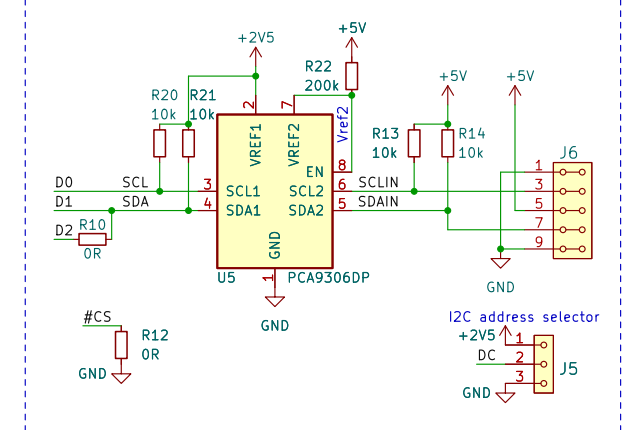 +5V
+2V5
R22
200k
+5V
+5V
R20
10k
R21
10k
2
7
VREF1
VREF2
Vref2
R13
10k
R14
10k
J6
EN
8
1
D0
SCL
3
SCL1
SCL2
6
SCLIN
3
D1
SDA
4
SDA1
SDA2
5
SDAIN
5
D2
R10
0R
7
9
GND
1
U5
PCA9306DP
GND
GND
#CS
R12
0R
GND
I2C address selector
+2V5
1
DC
2
J5
3
GND